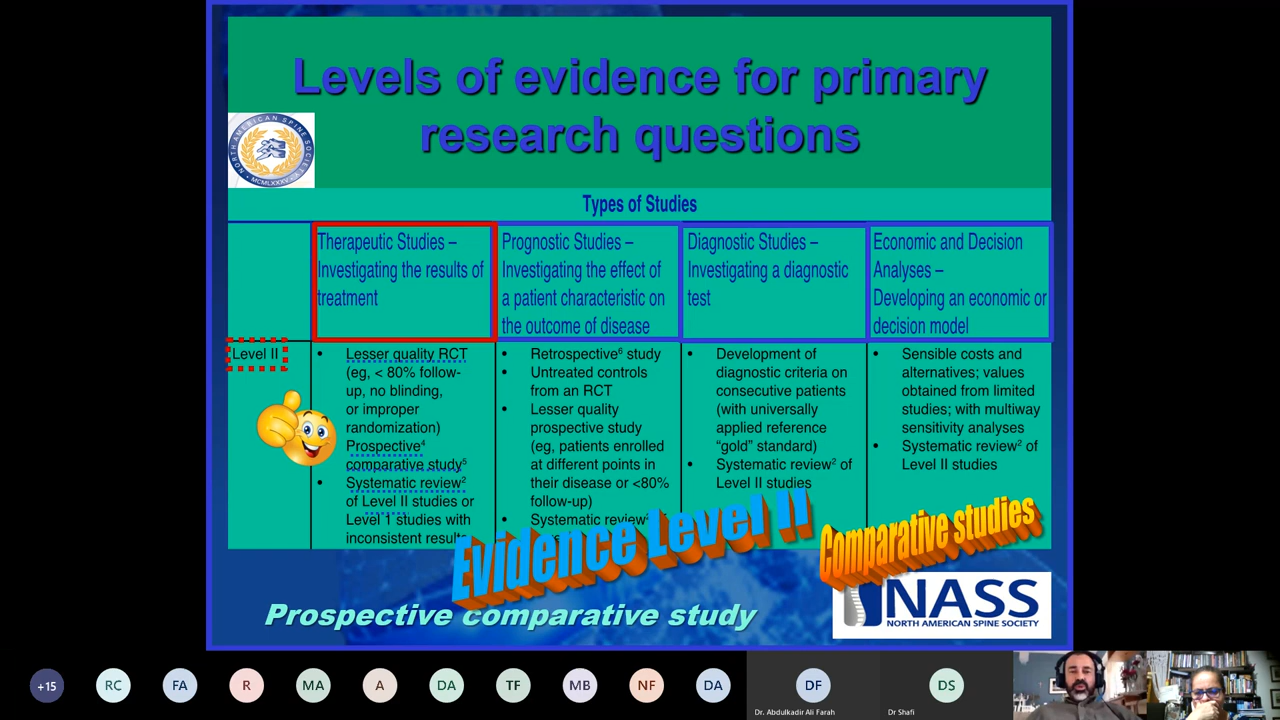 Levels of evidence for primary
research questions
NORTH AMERICAN SPINE SOCIETY
MCMLXXXV
Types of Studies
Therapeutic Studies –
Investigating the results of
treatment
Prognostic Studies –
Investigating the effect of
a patient characteristic on
the outcome of disease
Diagnostic Studies –
Investigating a diagnostic
test
Economic and Decision
Analyses –
Developing an economic or
decision model
Level II
• Lesser quality RCT
(eg, < 80% follow-
up, no blinding,
or improper
randomization)
Prospective⁴
comparative study⁵
• Systematic review²
of Level II studies or
Level 1 studies with
inconsistent results
• Retrospective⁶ study
• Untreated controls
from an RCT
• Lesser quality
prospective study
(eg, patients enrolled
at different points in
their disease or <80%
follow-up)
• Systematic review
• Development of
diagnostic criteria on
consecutive patients
(with universally
applied reference
“gold” standard)
• Systematic review² of
Level II studies
• Sensible costs and
alternatives; values
obtained from limited
studies; with multiway
sensitivity analyses
• Systematic review² of
Level II studies
Evidence Level II
Comparative studies
Prospective comparative study
NASS
NORTH AMERICAN SPINE SOCIETY
+15
RC
FA
R
MA
A
DA
TF
MB
NF
DA
DF
Dr. Abdulkadir Ali Farah
DS
Dr Shafi